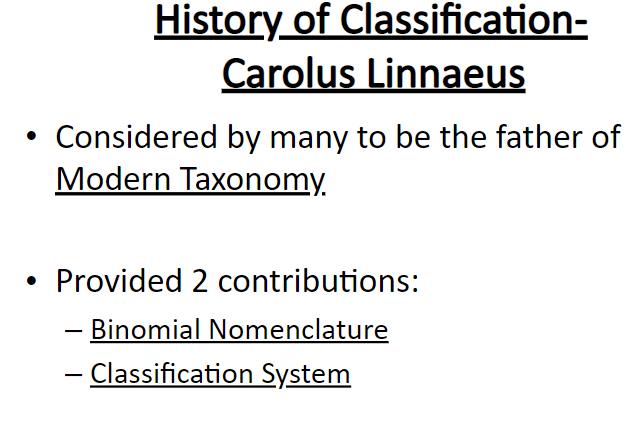 History of Classification-
Carolus Linnaeus
• Considered by many to be the father of
Modern Taxonomy
• Provided 2 contributions:
– Binomial Nomenclature
– Classification System